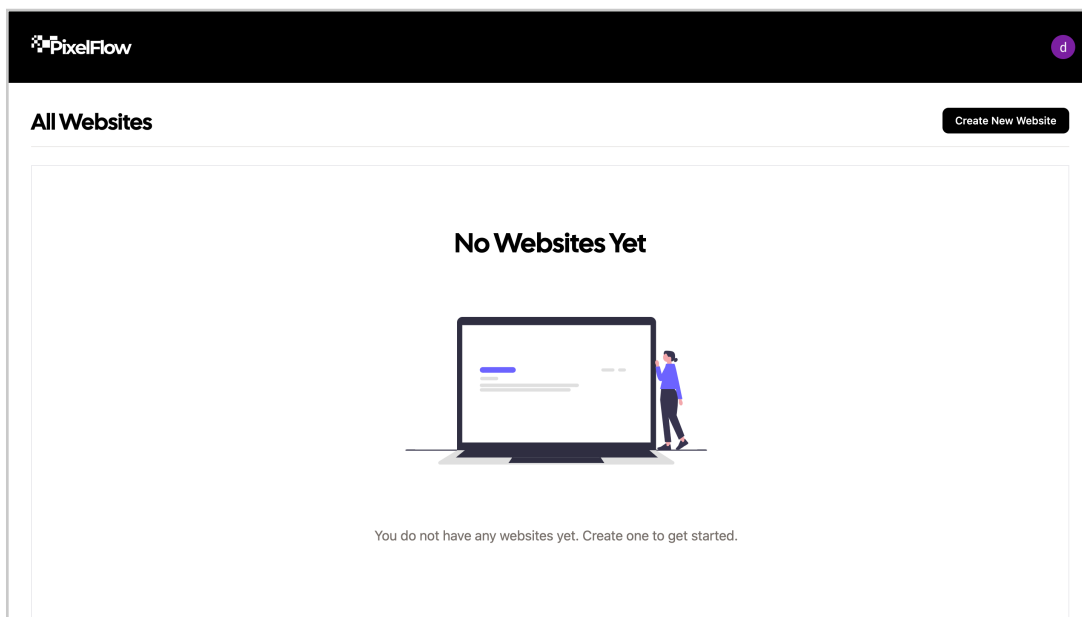 PixelFlow
d
All Websites
Create New Website
No Websites Yet
You do not have any websites yet. Create one to get started.